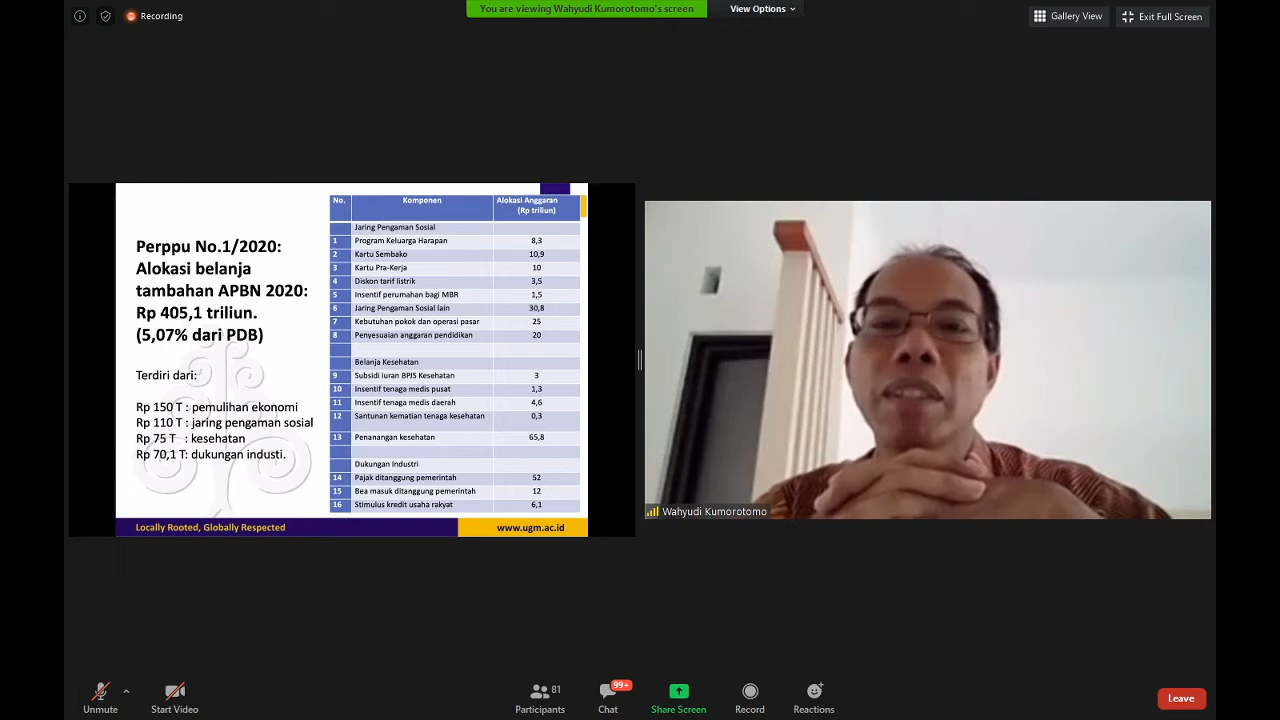 Recording
You are viewing Wahyudi Kumorotomo's screen
View Options
Gallery View
Exit Full Screen
Perppu No.1/2020:
Alokasi belanja
tambahan APBN 2020:
Rp 405,1 triliun.
(5,07% dari PDB)
Terdiri dari:
Rp 150 T : pemulihan ekonomi
Rp 110 T : jaring pengaman sosial
Rp 75 T : kesehatan
Rp 70,1 T: dukungan industi.
No. Komponen Alokasi Anggaran
(Rp triliun)
Jaring Pengaman Sosial
1 Program Keluarga Harapan 8,3
2 Kartu Sembako 10,9
3 Kartu Pra-Kerja 10
4 Diskon tarif listrik 3,5
5 Insentif perumahan bagi MBR 1,5
6 Jaring Pengaman Sosial lain 30,8
7 Kebutuhan pokok dan operasi pasar 25
8 Penyesuaian anggaran pendidikan 20
Belanja Kesehatan
9 Subsidi iuran BPJS Kesehatan 3
10 Insentif tenaga medis pusat 1,3
11 Insentif tenaga medis daerah 4,6
12 Santunan kematian tenaga kesehatan 0,3
13 Penanangan kesehatan 65,8
Dukungan Industri
14 Pajak ditanggung pemerintah 52
15 Bea masuk ditanggung pemerintah 12
16 Stimulus kredit usaha rakyat 6,1
Locally Rooted, Globally Respected
www.ugm.ac.id
Wahyudi Kumorotomo
Unmute
Start Video
81
Participants
99+
Chat
Share Screen
Record
Reactions
Leave